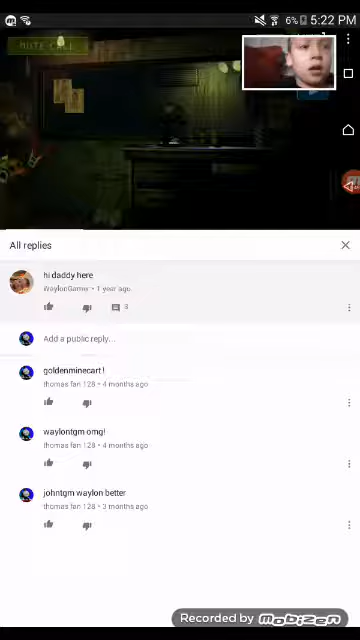 6% 5:22 PM
MUTE CALL
All replies
hi daddy here
WaylonGamer • 1 year ago
3
Add a public reply...
goldenminecart !
thomas fan 128 • 4 months ago
waylontgm omg!
thomas fan 128 • 4 months ago
johntgm waylon better
thomas fan 128 • 3 months ago
Recorded by mobizen